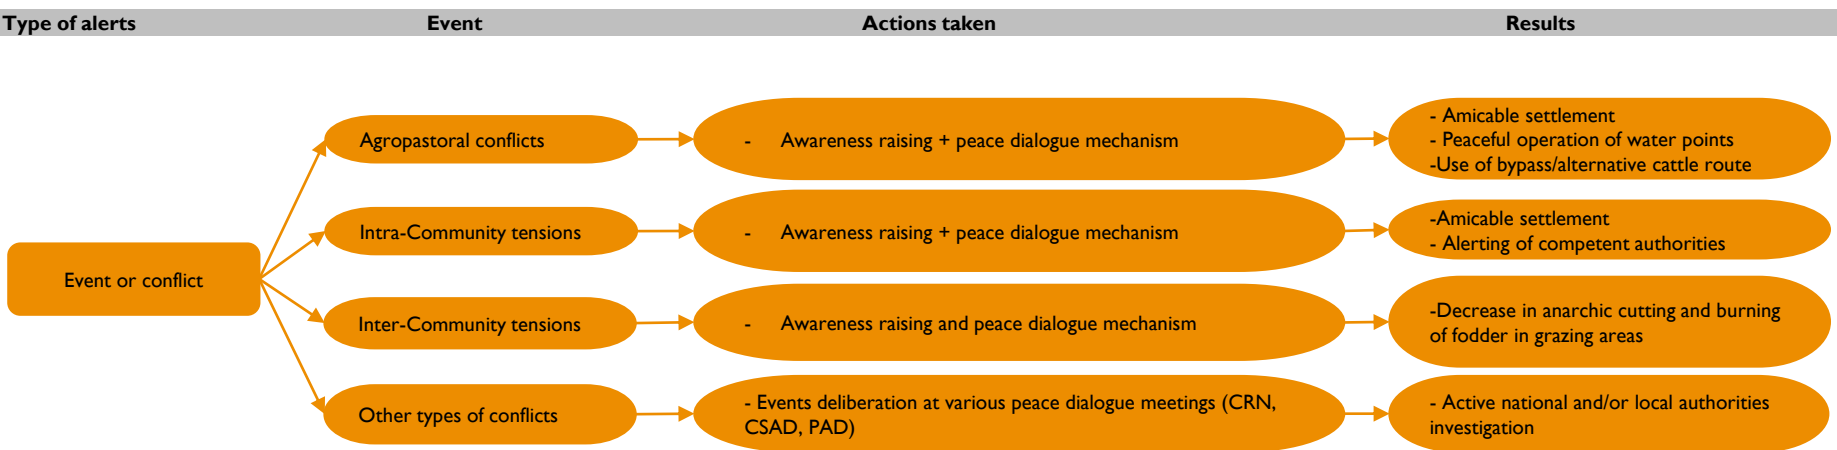 Type of alerts Event Actions taken Results
Agropastoral conflicts
- Awareness raising + peace dialogue mechanism
- Amicable settlement
- Peaceful operation of water points
-Use of bypass/alternative cattle route
Intra-Community tensions
- Awareness raising + peace dialogue mechanism
-Amicable settlement
- Alerting of competent authorities
Event or conflict
Inter-Community tensions
- Awareness raising and peace dialogue mechanism
-Decrease in anarchic cutting and burning
of fodder in grazing areas
Other types of conflicts
- Events deliberation at various peace dialogue meetings (CRN,
CSAD, PAD)
- Active national and/or local authorities
investigation